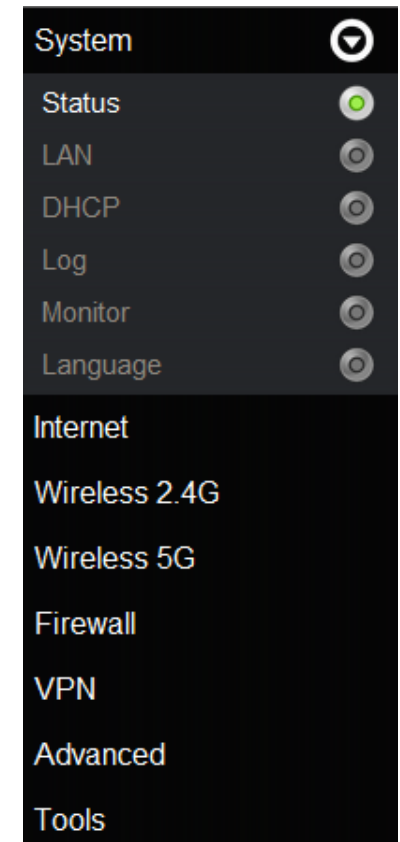 System
Status
LAN
DHCP
Log
Monitor
Language
Internet
Wireless 2.4G
Wireless 5G
Firewall
VPN
Advanced
Tools